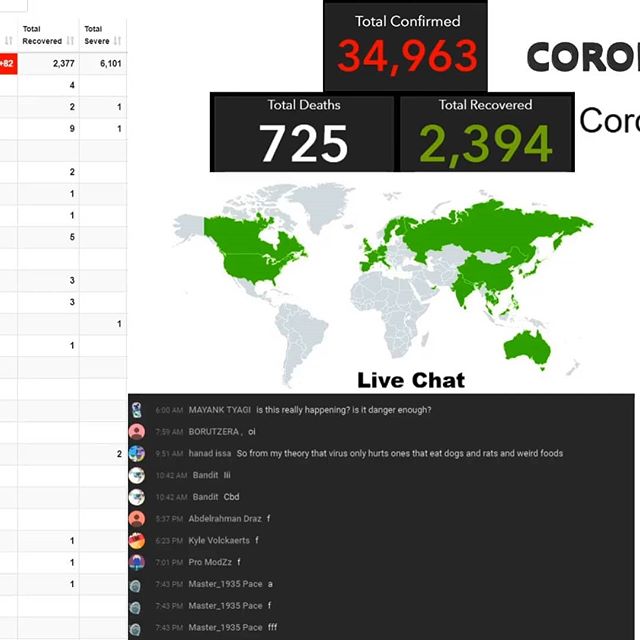 Total
Recovered
Total
Severe
+82
2,377
6,101
4
2
1
9
1
2
1
1
5
3
3
1
1
2
1
1
1
Total Confirmed
34,963
Total Deaths
725
Total Recovered
2,394
COROI
Coro
Live Chat
6:00 AM MAYANK TYAGI is this really happening? is it danger enough?
7:59 AM BORUTZERA , oi
9:51 AM hanad issa So from my theory that virus only hurts ones that eat dogs and rats and weird foods
10:42 AM Bandit Iii
10:42 AM Bandit Cbd
5:37 PM Abdelrahman Draz f
6:23 PM Kyle Volckaerts f
7:01 PM Pro ModZz f
7:43 PM Master_1935 Pace a
7:43 PM Master_1935 Pace f
7:43 PM Master_1935 Pace fff